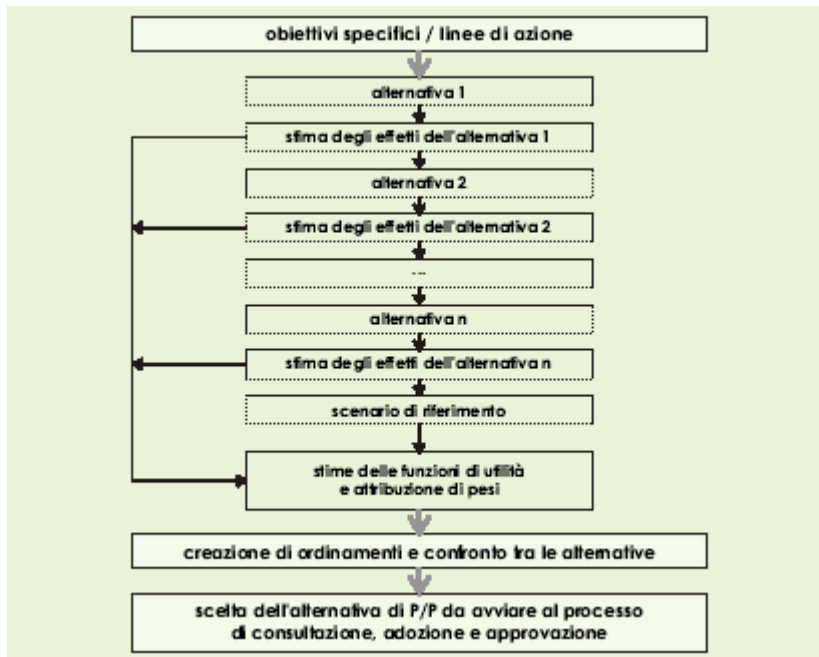 obiettivi specifici / linee di azione
alternativa 1
stima degli effetti dell'alternativa 1
alternativa 2
stima degli effetti dell'alternativa 2
...
alternativa n
stima degli effetti dell'alternativa n
scenario di riferimento
stime delle funzioni di utilità
e attribuzione di pesi
creazione di ordinamenti e confronto tra le alternative
scelta dell'alternativa di P/P da avviare al processo
di consultazione, adozione e approvazione